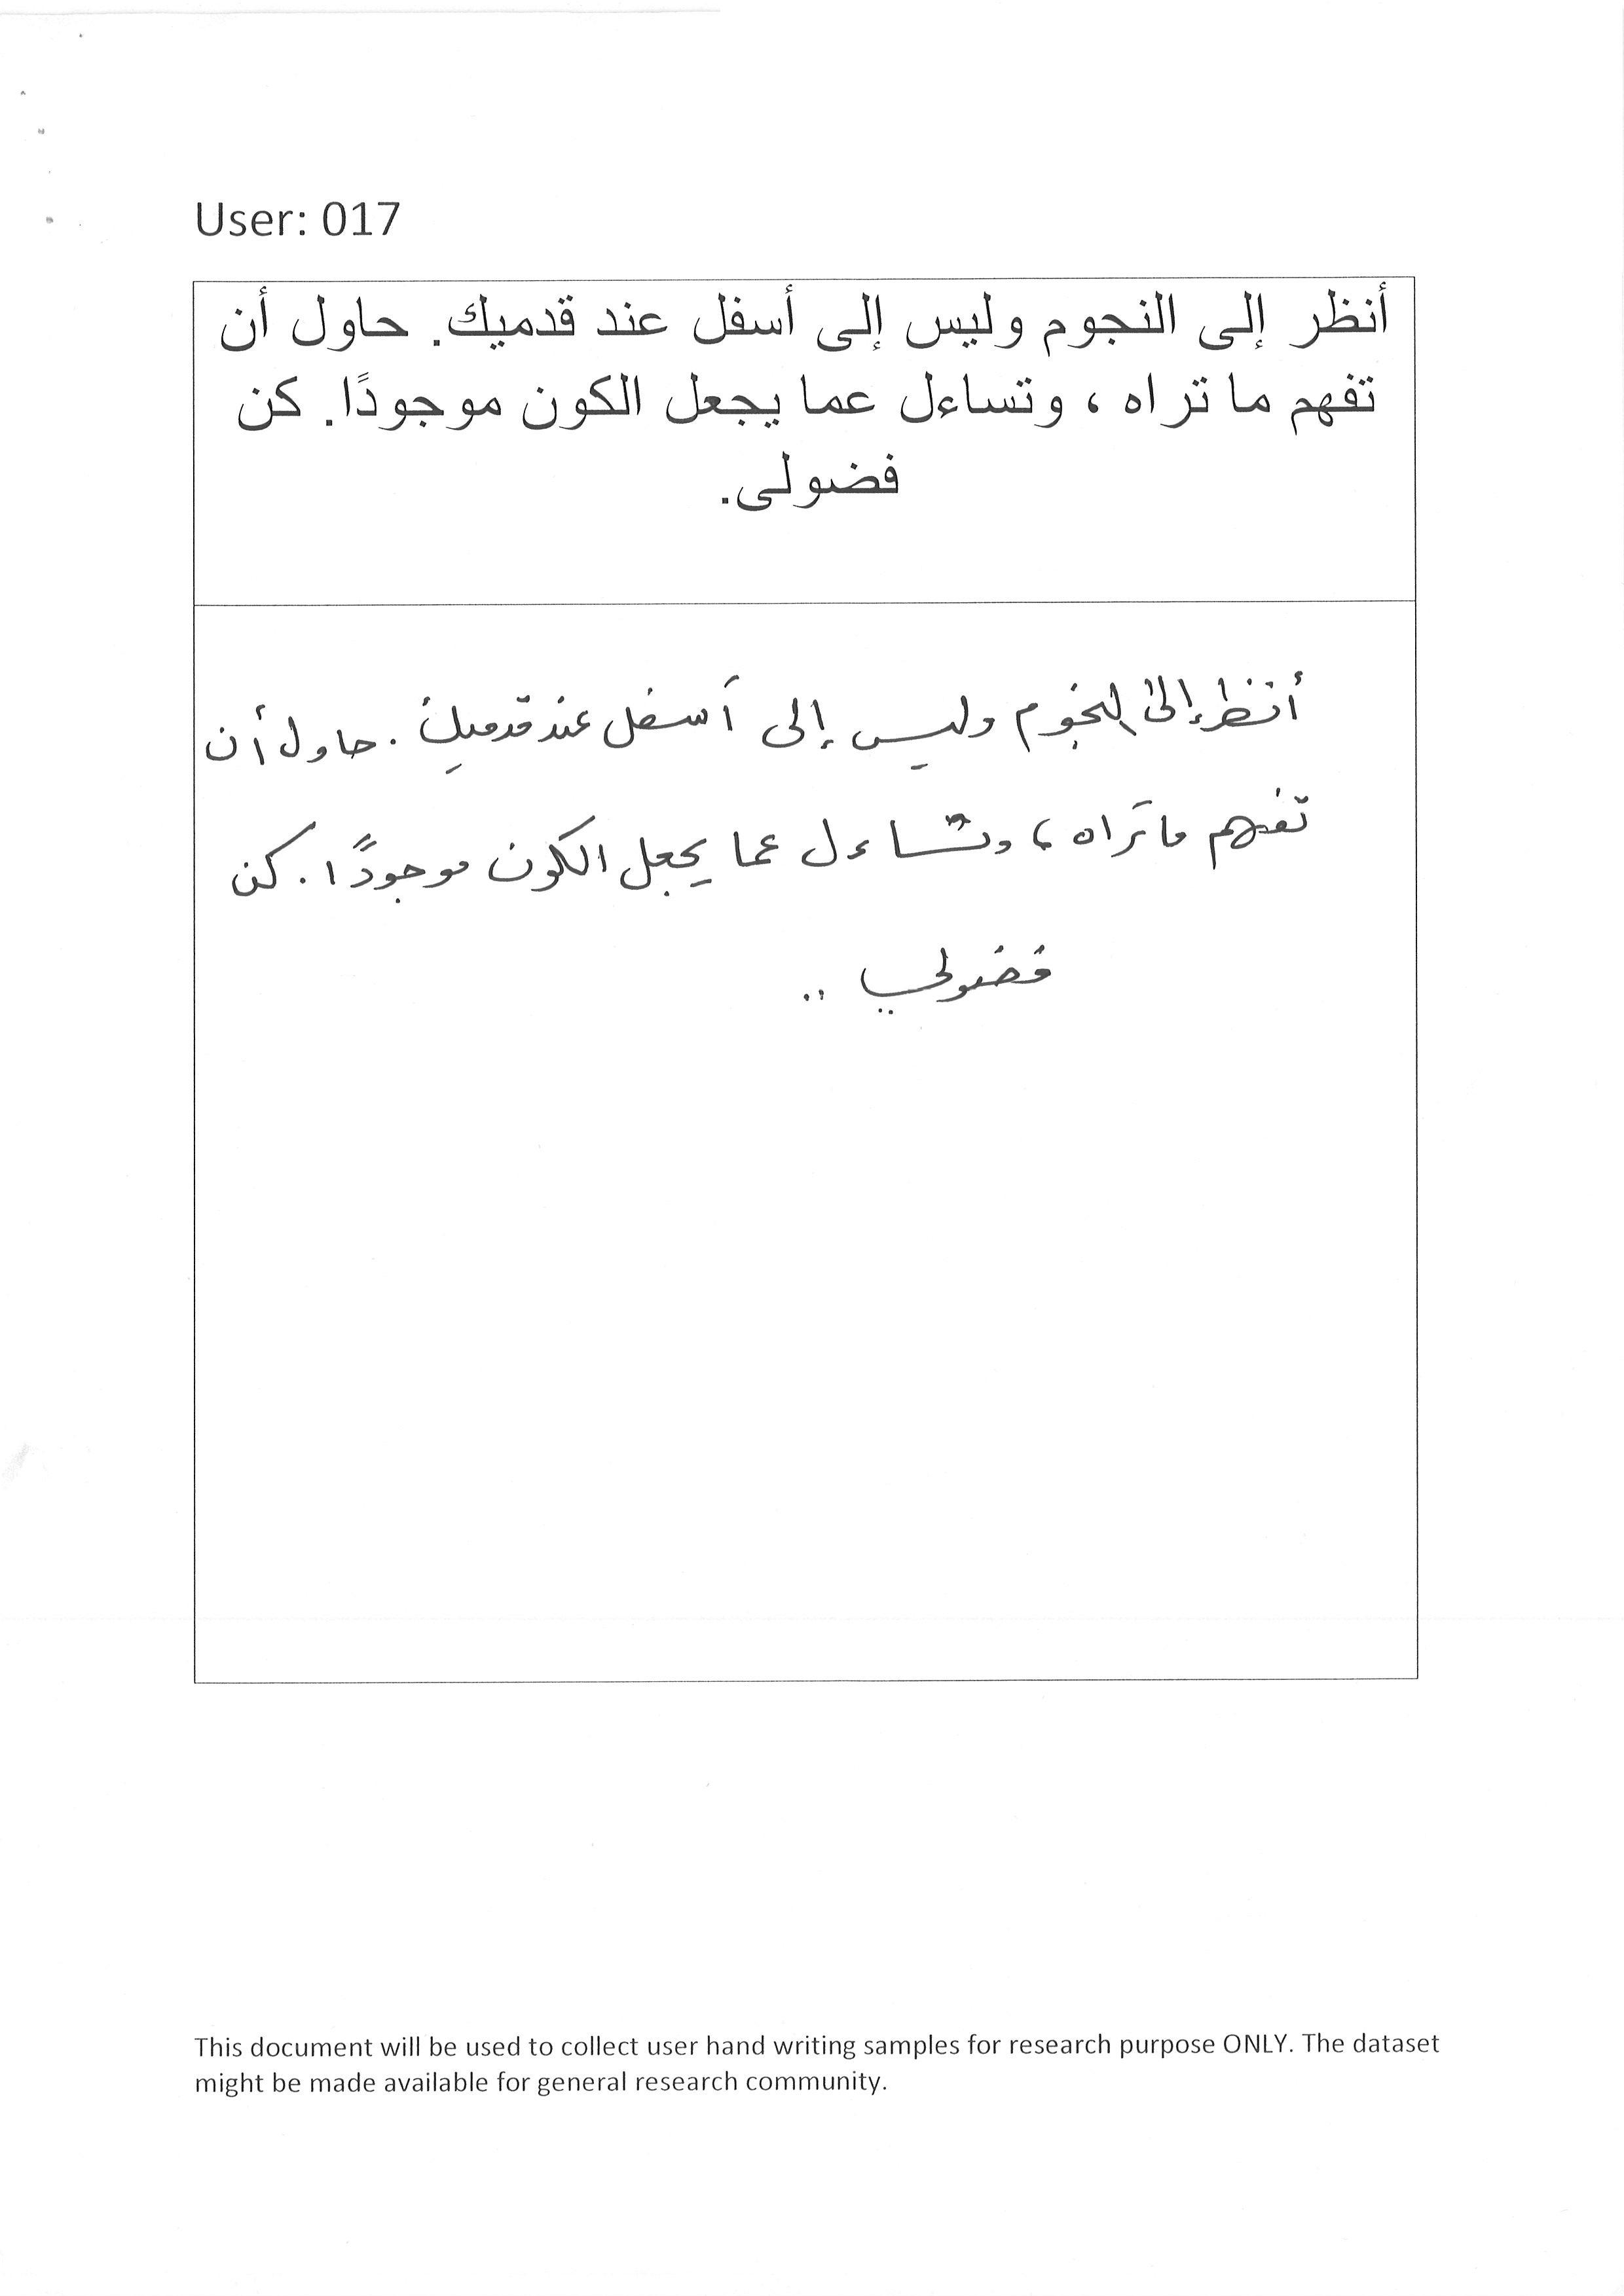 User: 017
أنظر إلى النجوم وليس إلى أسفل عند قدميك. حاول أن
تفهم ما تراه ، وتساءل عما يجعل الكون موجودًا. كن
فضولى.
أنظر إلى النجوم وليس إلى أسفل عند قدميك . حاول أن
تفهم ما تراه ، وتساءل عما يجعل الكون موجودًا . كن
فضولي ..
This document will be used to collect user hand writing samples for research purpose ONLY. The dataset
might be made available for general research community.